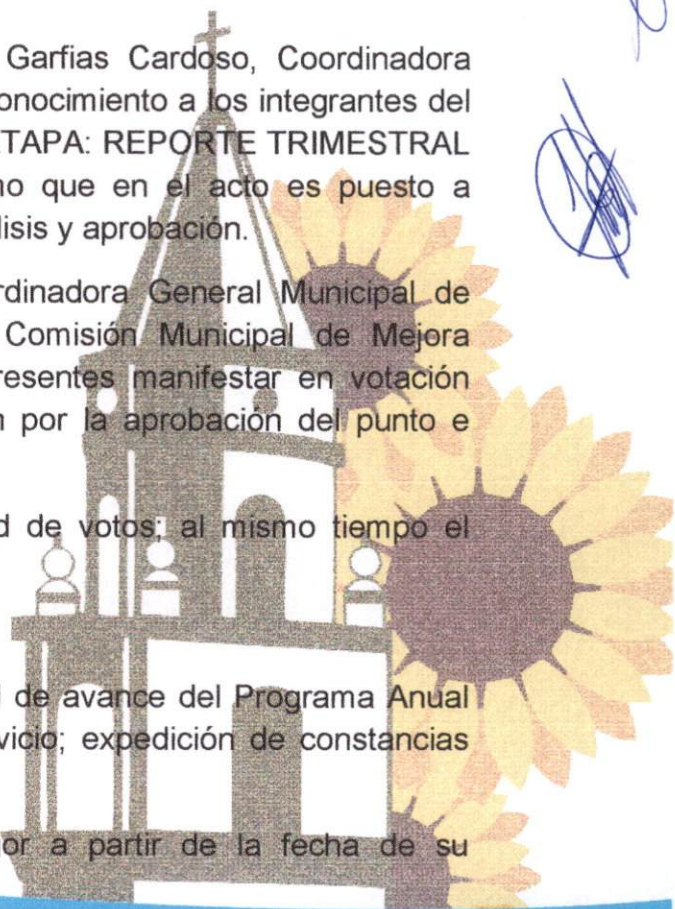 Garfias Cardoso, Coordinadora
onocimiento a los integrantes del
ETAPA: REPORTE TRIMESTRAL
no que en el acto es puesto a
lisis y aprobación.
rdinadora General Municipal de
Comisión Municipal de Mejora
resentes manifestar en votación
n por la aprobación del punto e
d de votos; al mismo tiempo el
l de avance del Programa Anual
vicio; expedición de constancias
or a partir de la fecha de su